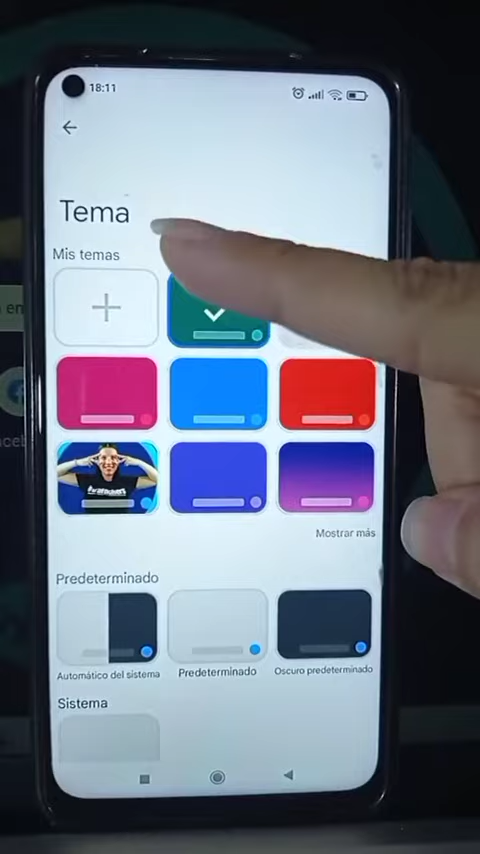 18:11
Tema
Mis temas
Mostrar más
Predeterminado
Automático del sistema
Predeterminado
Oscuro predeterminado
Sistema